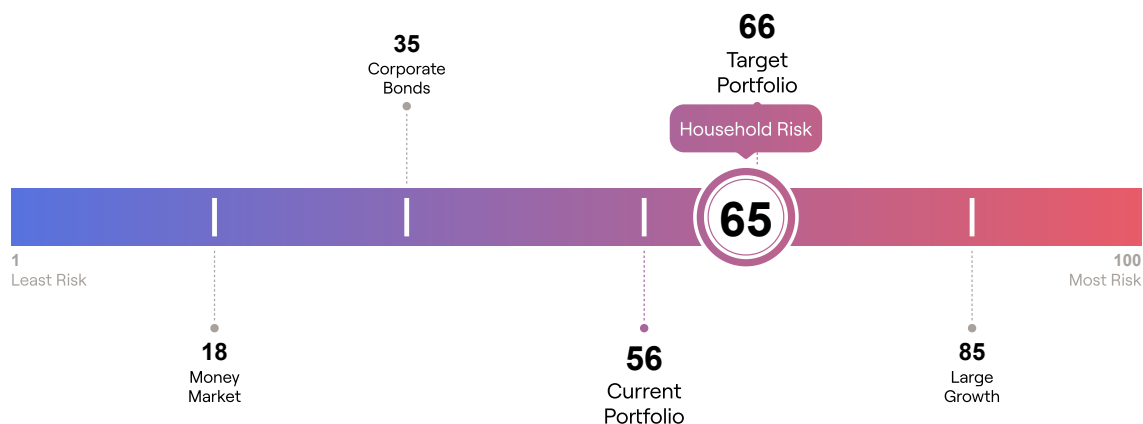 66
35
Target
Corporate
Bonds
Portfolio
Household Risk
65
1
100
Least Risk
Most Risk
18
56
85
Money
Market
Current
Portfolio
Large
Growth